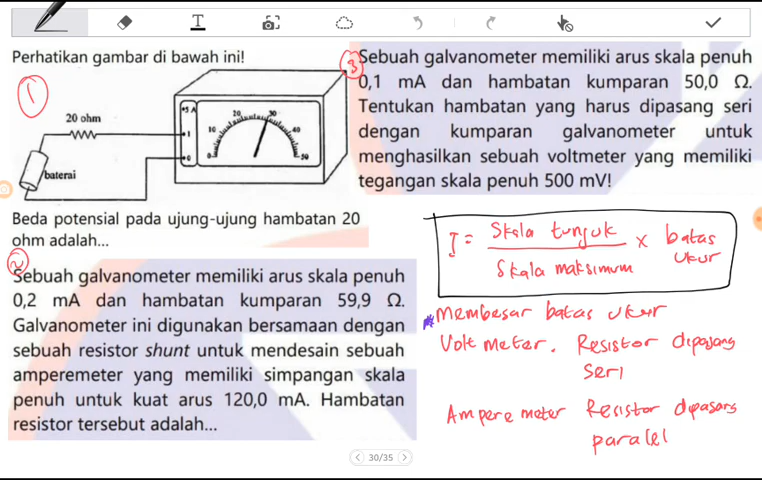 Perhatikan gambar di bawah ini!
1
20 ohm
baterai
5 A
1
0
0
10
20
30
40
50
Beda potensial pada ujung-ujung hambatan 20
ohm adalah...
2
Sebuah galvanometer memiliki arus skala penuh
0,2 mA dan hambatan kumparan 59,9 Ω.
Galvanometer ini digunakan bersamaan dengan
sebuah resistor shunt untuk mendesain sebuah
amperemeter yang memiliki simpangan skala
penuh untuk kuat arus 120,0 mA. Hambatan
resistor tersebut adalah...
3
Sebuah galvanometer memiliki arus skala penuh
0,1 mA dan hambatan kumparan 50,0 Ω.
Tentukan hambatan yang harus dipasang seri
dengan kumparan galvanometer untuk
menghasilkan sebuah voltmeter yang memiliki
tegangan skala penuh 500 mV!
I = Skala tunjuk × batas ukur
Skala maksimum
Membesar batas ukur
Volt meter. Resistor dipasang
seri
Ampere meter Resistor dipasang
paralel
30/35